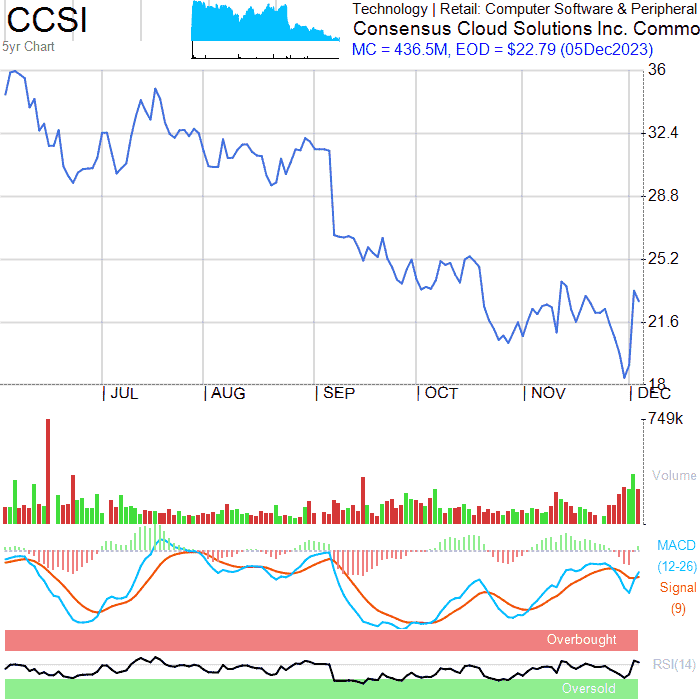 CCSI
5yr Chart
Technology | Retail: Computer Software & Peripheral
Consensus Cloud Solutions Inc. Commo
MC = 436.5M, EOD = $22.79 (05Dec2023)
36
32.4
28.8
25.2
21.6
18
| JUL | AUG | SEP | OCT | NOV | DEC
749k
Volume
MACD
(12-26)
Signal
(9)
Overbought
RSI(14)
Oversold